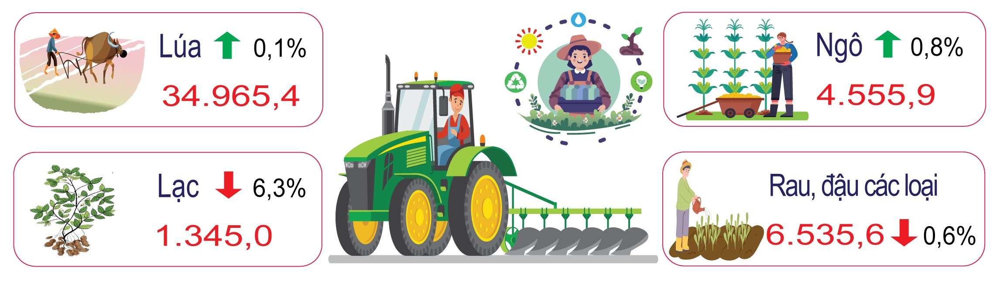 Lúa 0,1%
34.965,4
Ngô 0,8%
4.555,9
Lạc 6,3%
1.345,0
Rau, đậu các loại
6.535,6 0,6%